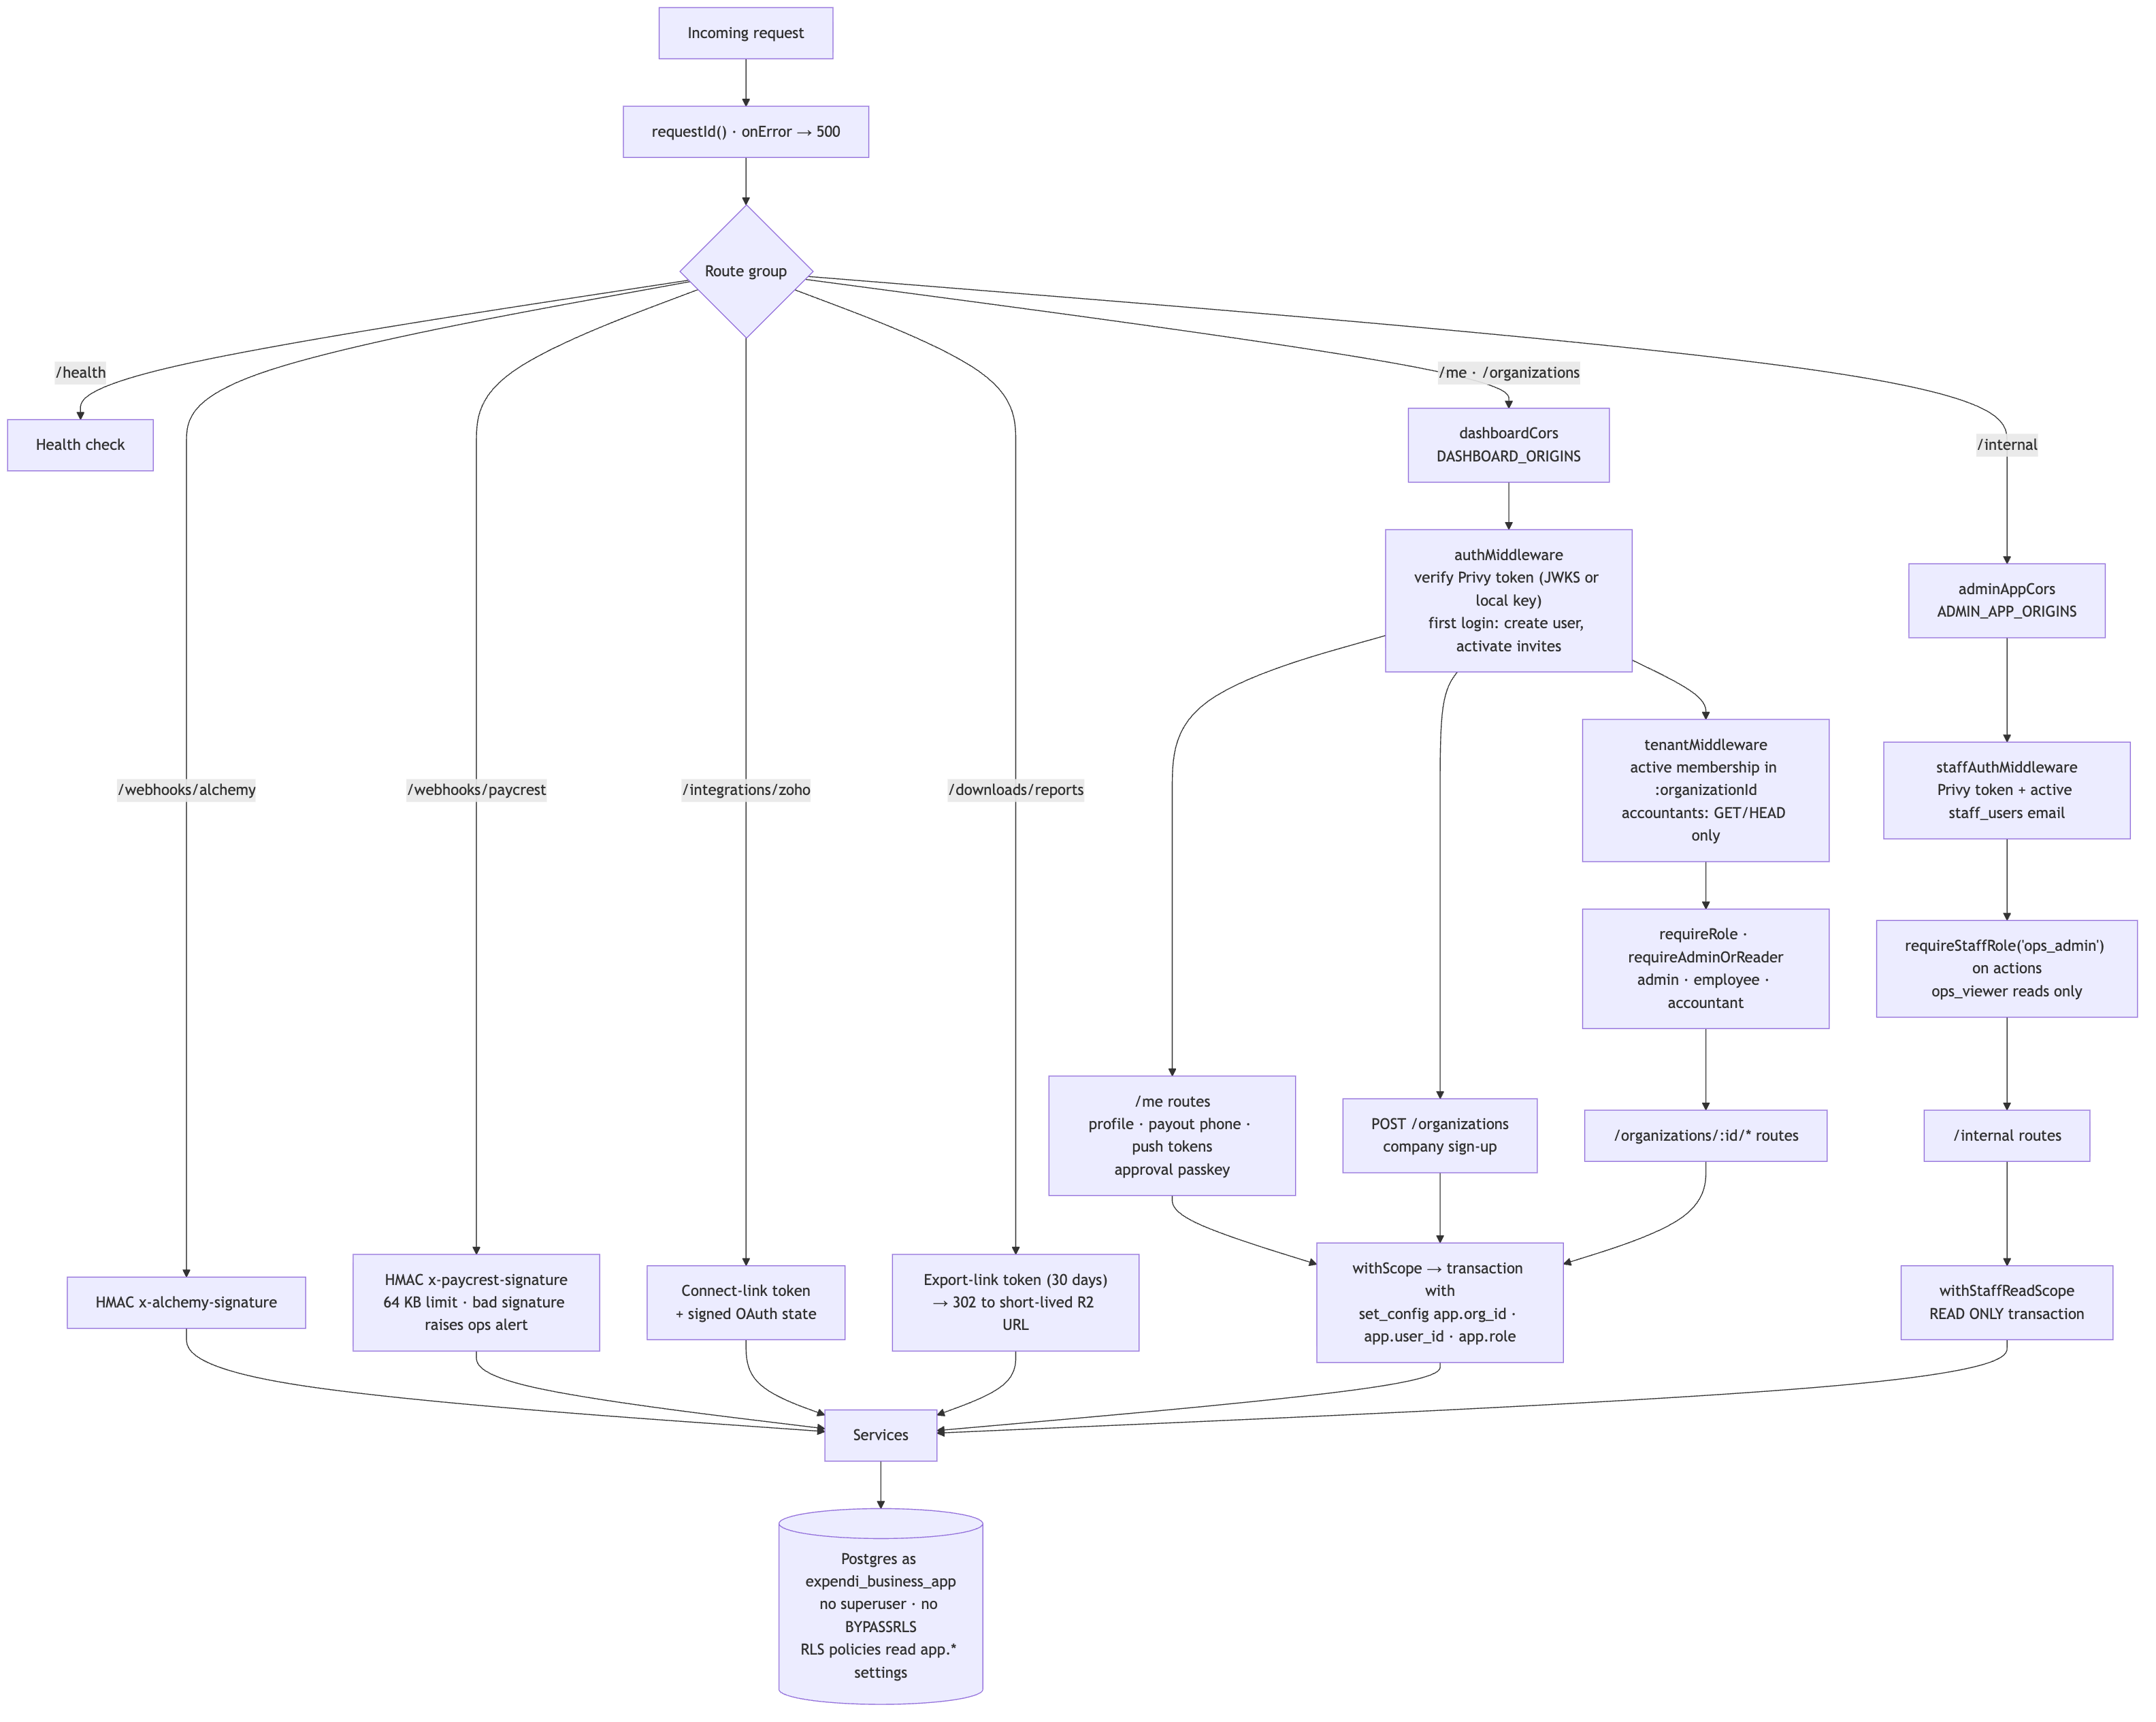 Incoming request
requestId() · onError → 500
Route group
/health
/me · /organizations
Health check
dashboardCors
DASHBOARD_ORIGINS
/internal
authMiddleware
verify Privy token (JWKS or
local key)
first login: create user,
activate invites
adminAppCors
ADMIN_APP_ORIGINS
tenantMiddleware
active membership in
:organizationId
accountants: GET/HEAD
only
/webhooks/alchemy
/webhooks/paycrest
/integrations/zoho
/downloads/reports
staffAuthMiddleware
Privy token + active
staff_users email
requireRole ·
requireAdminOrReader
admin · employee ·
accountant
requireStaffRole('ops_admin')
on actions
ops_viewer reads only
/me routes
profile · payout phone ·
push tokens
approval passkey
POST /organizations
company sign-up
/organizations/:id/* routes
/internal routes
HMAC x-alchemy-signature
HMAC x-paycrest-signature
64 KB limit · bad signature
raises ops alert
Connect-link token
+ signed OAuth state
Export-link token (30 days)
→ 302 to short-lived R2
URL
withScope → transaction
with
set_config app.org_id ·
app.user_id · app.role
withStaffReadScope
READ ONLY transaction
Services
Postgres as
expendi_business_app
no superuser · no
BYPASSRLS
RLS policies read app.*
settings